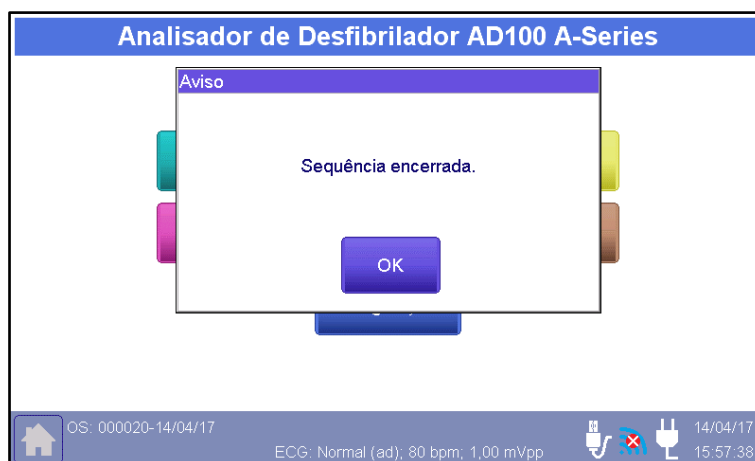 Analisador de Desfibrilador AD100 A-Series
Aviso
Sequência encerrada.
OK
OS: 000020-14/04/17
14/04/17
ECG: Normal (ad); 80 bpm; 1,00 mVpp
15:57:38